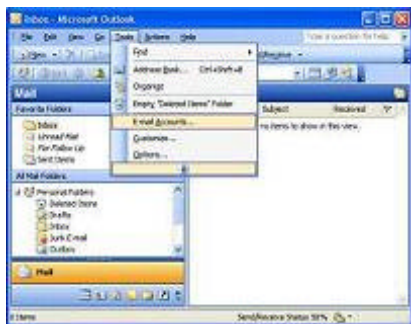 Inbox - Microsoft Outlook
File Edit View Go Tools Actions Help
Type a question for help
New
Find
Address Book... Ctrl+Shift+B
Organize
Empty "Deleted Items" Folder
E-mail Accounts...
Customize...
Options...
Mail
Favorite Folders
Inbox
Unread Mail
For Follow Up
Sent Items
Subject Received
no items to show in this view.
All Mail Folders
Personal Folders
Deleted Items
Drafts
Inbox
Junk E-mail
Outbox
Mail
0 Items
Send/Receive Status 50%